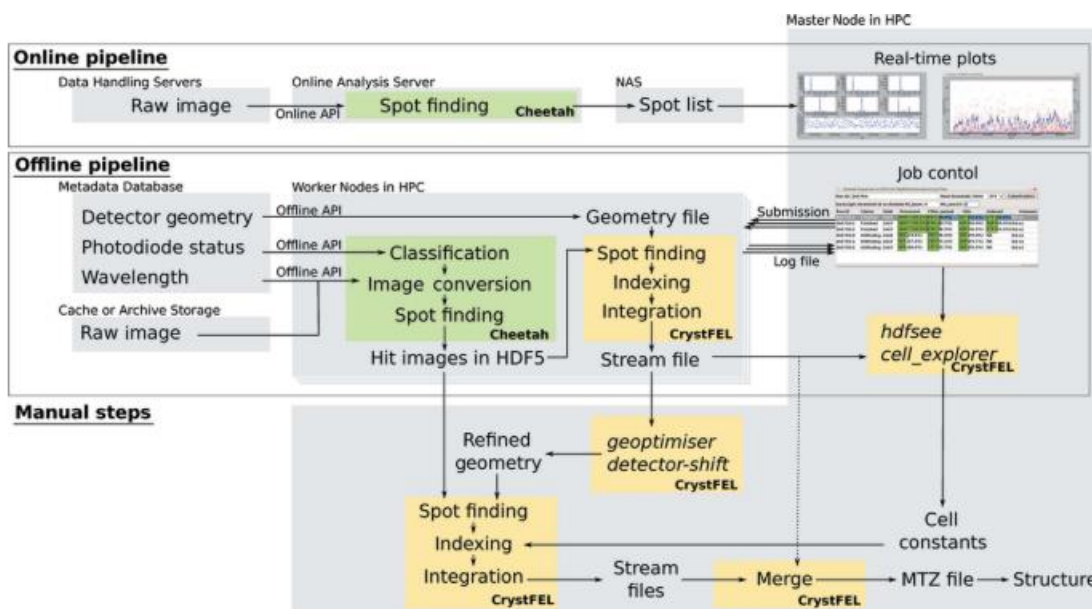 Master Node in HPC
Online pipeline
Data Handling Servers
Raw image
Online API
Online Analysis Server
Spot finding
Cheetah
NAS
Spot list
Real-time plots
Offline pipeline
Metadata Database
Detector geometry
Photodiode status
Wavelength
Offline API
Offline API
Offline API
Cache or Archive Storage
Raw image
Worker Nodes in HPC
Classification
Image conversion
Spot finding
Cheetah
Hit images in HDF5
Geometry file
Spot finding
Indexing
Integration
CrystFEL
Stream file
Submission
Log file
Job contol
hdfsee
cell_explorer
CrystFEL
Manual steps
Refined
geometry
geoptimiser
detector-shift
CrystFEL
Spot finding
Indexing
Integration
CrystFEL
Stream
files
Merge
CrystFEL
Cell
constants
MTZ file
Structure